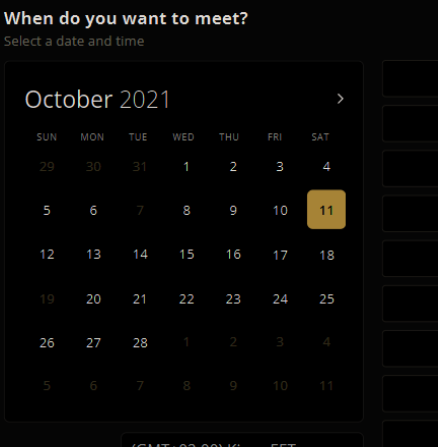 When do you want to meet?
Select a date and time
October 2021
SUN MON TUE WED THU FRI SAT
29 30 31 1 2 3 4
5 6 7 8 9 10 11
12 13 14 15 16 17 18
19 20 21 22 23 24 25
26 27 28 1 2 3 4
5 6 7 8 9 10 11